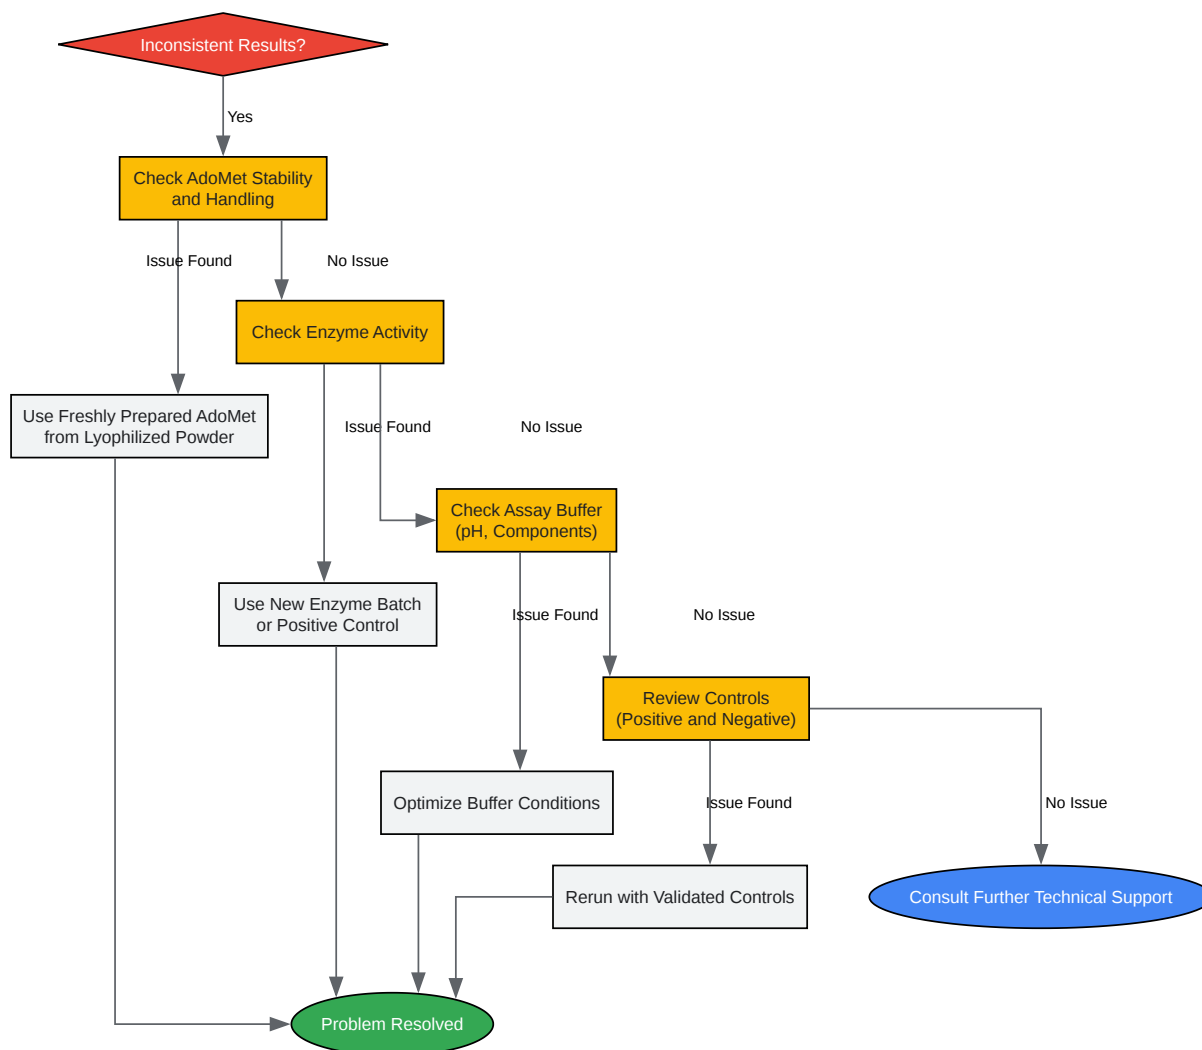 Inconsistent Results?
Yes
Check AdoMet Stability
and Handling
Issue Found
No Issue
Check Enzyme Activity
Use Freshly Prepared AdoMet
from Lyophilized Powder
Issue Found
No Issue
Check Assay Buffer
(pH, Components)
Use New Enzyme Batch
or Positive Control
Issue Found
No Issue
Review Controls
(Positive and Negative)
Optimize Buffer Conditions
Issue Found
No Issue
Rerun with Validated Controls
Consult Further Technical Support
Problem Resolved